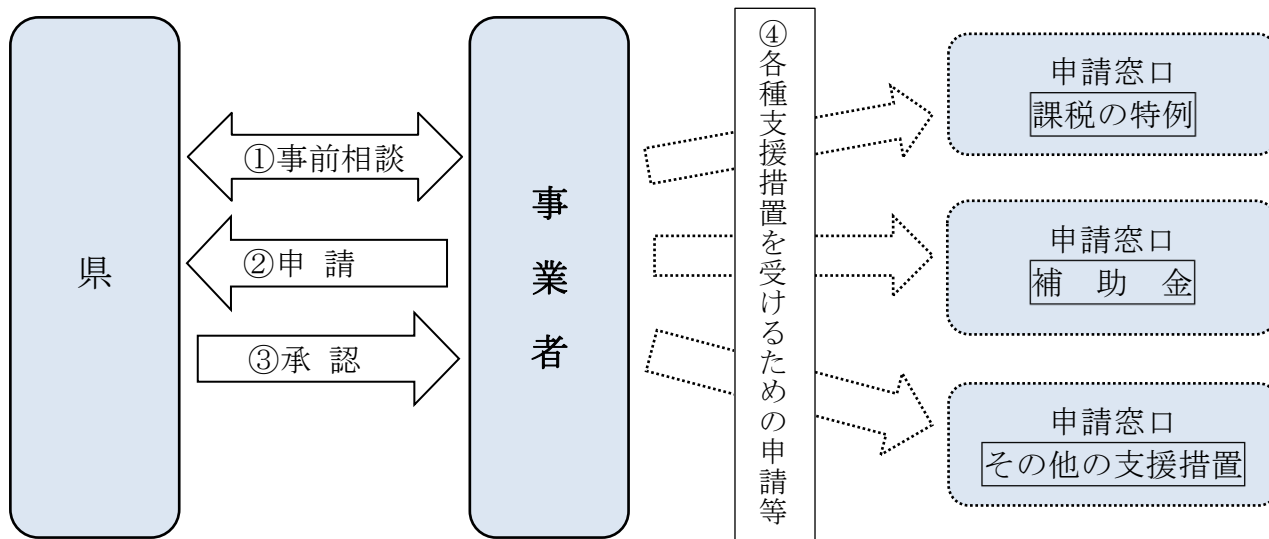 県
①事前相談
②申 請
③承 認
事業者
④各種支援措置を受けるための申請等
申請窓口
課税の特例
申請窓口
補 助 金
申請窓口
その他の支援措置